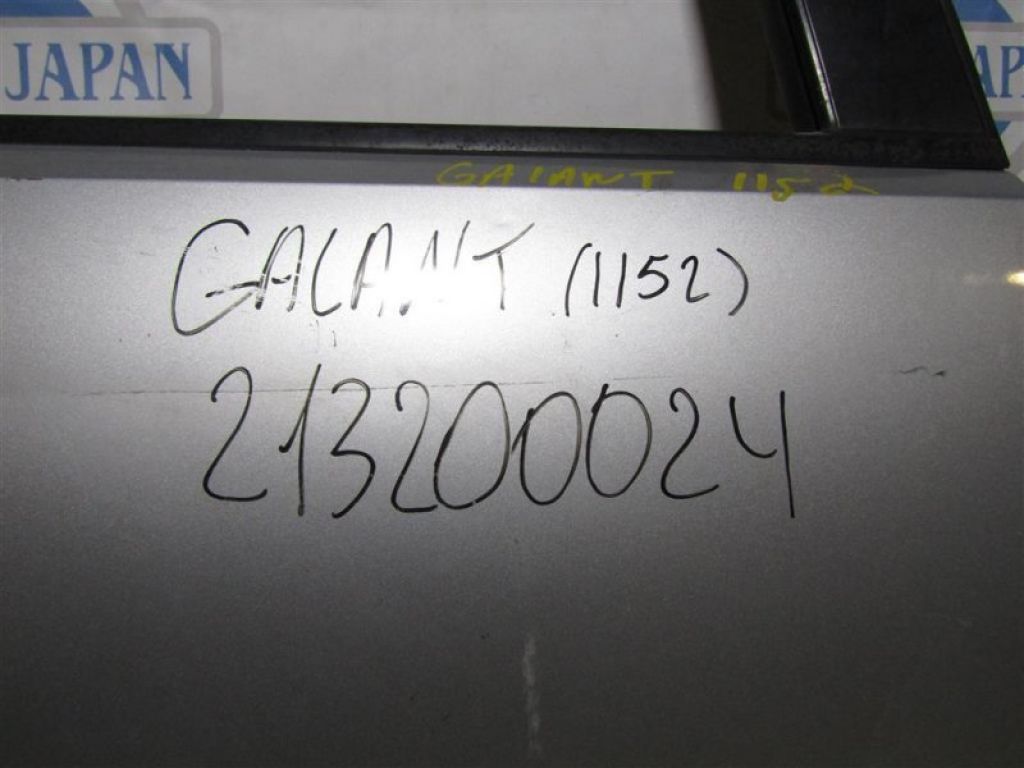 JAPAN
GALANT 1152
GALANT (1152)
213200024